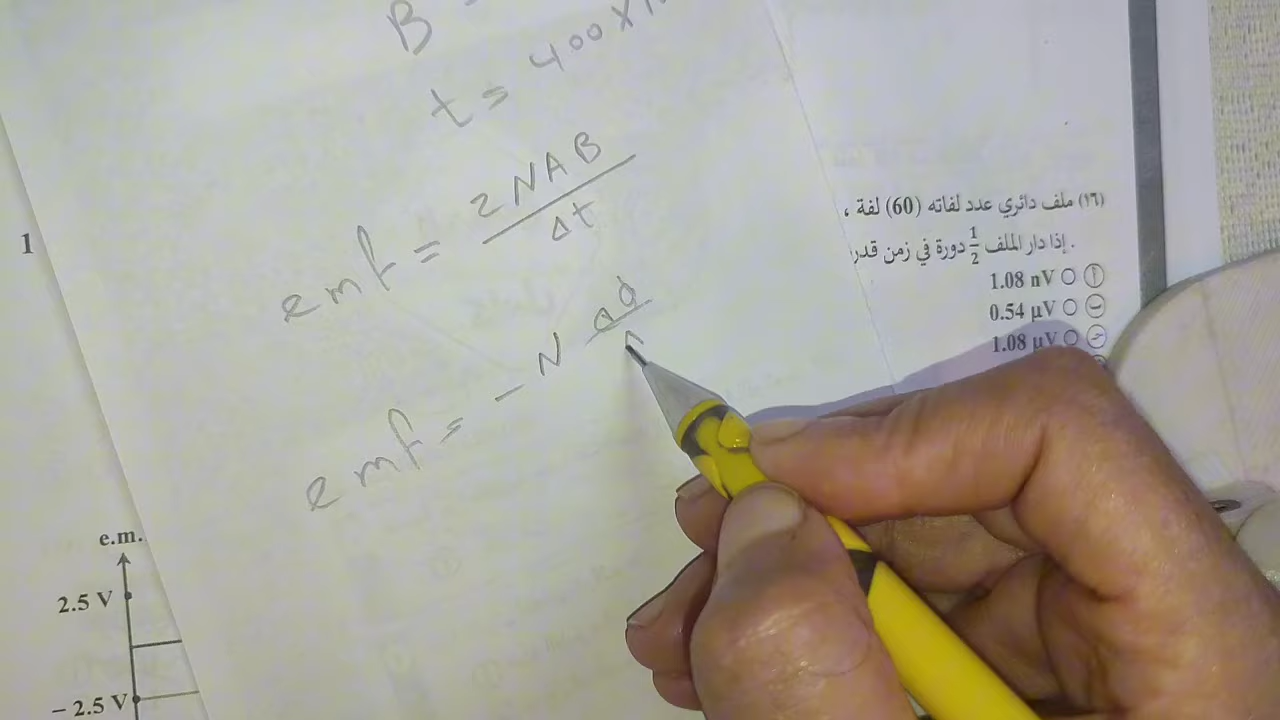 B
t = 400 X
emf = 2NAB / Δt
emf = - N Δφ
1
(١٦) ملف دائري عدد لفاته (60) لفة ،
. إذا دار الملف 1/2 دورة في زمن قدر
أ 1.08 nV
ب 0.54 μV
ج 1.08 μV
e.m.
2.5 V
− 2.5 V